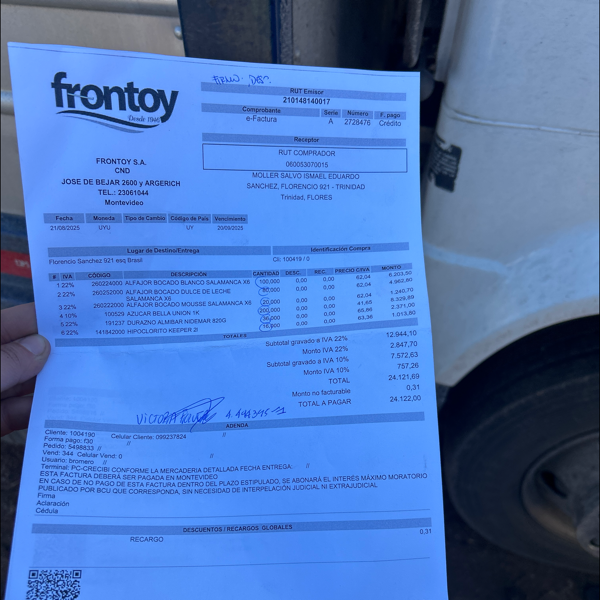 frontoy
Desde 1946
RUT Emisor
210148140017
Comprobante Serie Número F. pago
e-Factura A 2728476 Crédito
Receptor
RUT COMPRADOR
060053070015
MOLLER SALVO ISMAEL EDUARDO
SANCHEZ, FLORENCIO 921 - TRINIDAD
Trinidad, FLORES
FRONTOY S.A.
CND
JOSE DE BEJAR 2600 y ARGERICH
TEL.: 23061044
Montevideo
Fecha Moneda Tipo de Cambio Código de País Vencimiento
21/08/2025 UYU UY 20/09/2025
Lugar de Destino/Entrega Identificación Compra
Florencio Sanchez 921 esq Brasil CI: 100419 / 0
# IVA CÓDIGO DESCRIPCIÓN CANTIDAD DESC. REC. PRECIO C/IVA MONTO
1 22% 260224000 ALFAJOR BOCADO BLANCO SALAMANCA X6 100,000 0,00 0,00 62,04 6.203,50
2 22% 260252000 ALFAJOR BOCADO DULCE DE LECHE SALAMANCA X6 80,000 0,00 0,00 62,04 4.962,80
3 22% 260222000 ALFAJOR BOCADO MOUSSE SALAMANCA X6 20,000 0,00 0,00 62,04 1.240,70
4 10% 100529 AZUCAR BELLA UNION 1K 200,000 0,00 0,00 41,65 8.329,89
5 22% 191237 DURAZNO ALMIBAR NIDEMAR 820G 36,000 0,00 0,00 65,86 2.371,00
6 22% 141842000 HIPOCLORITO KEEPER 2l 16,000 0,00 0,00 63,36 1.013,80
TOTALES
Subtotal gravado a IVA 22% 12.944,10
Monto IVA 22% 2.847,70
Subtotal gravado a IVA 10% 7.572,63
Monto IVA 10% 757,26
TOTAL 24.121,69
Monto no facturable 0,31
TOTAL A PAGAR 24.122,00
ADENDA
Cliente: 1004190 Celular Cliente: 099237824 //
Forma pago: f30 //
Pedido: 5498833 //
Vend: 344 Celular Vend: 0 //
Usuario: bromero //
Terminal: PC-CRECIBI CONFORME LA MERCADERIA DETALLADA FECHA ENTREGA. //
ESTA FACTURA DEBERÁ SER PAGADA EN MONTEVIDEO
EN CASO DE NO PAGO DE ESTA FACTURA DENTRO DEL PLAZO ESTIPULADO, SE ABONARÁ EL INTERÉS MÁXIMO MORATORIO
PUBLICADO POR BCU QUE CORRESPONDA, SIN NECESIDAD DE INTERPELACIÓN JUDICIAL NI EXTRAJUDICIAL
Firma
Aclaración
Cédula
DESCUENTOS / RECARGOS GLOBALES
RECARGO 0,31